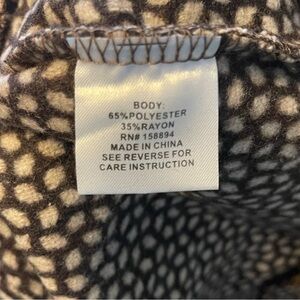 BODY:
65%POLYESTER
35%RAYON
RN# 158894
MADE IN CHINA
SEE REVERSE FOR
CARE INSTRUCTION